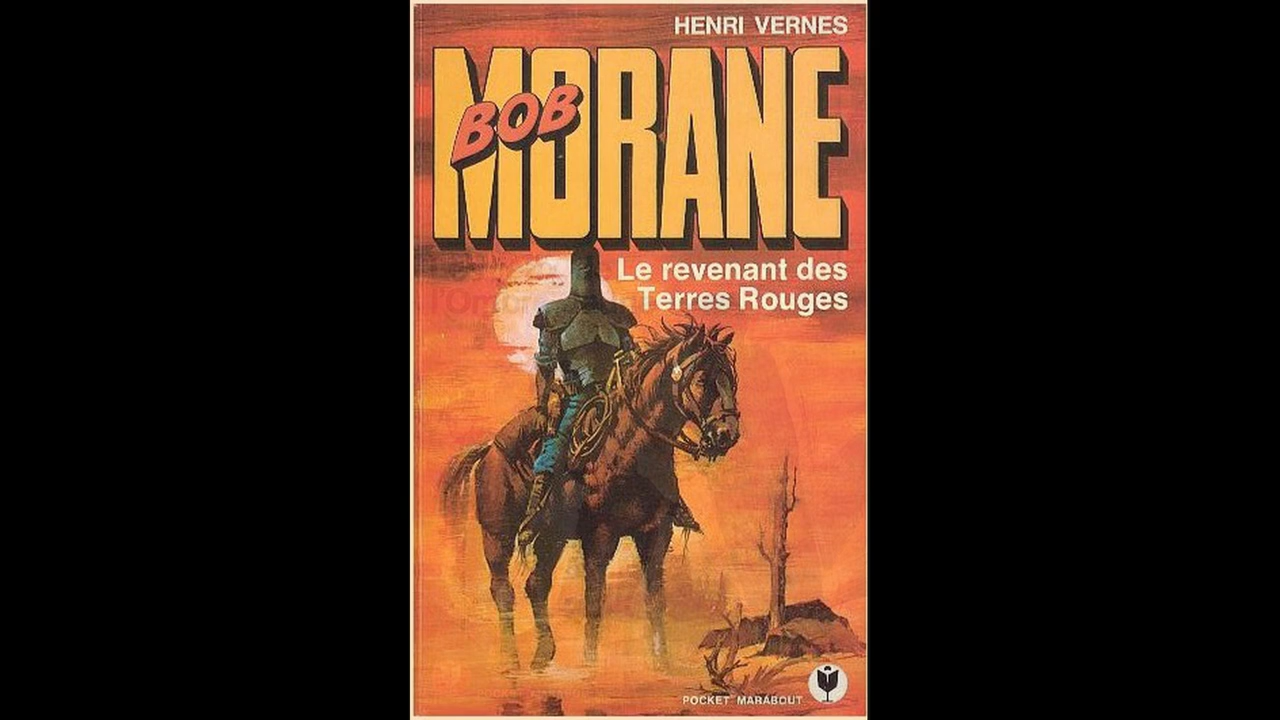 HENRI VERNES
BOB
MORANE
Le revenant des
Terres Rouges
POCKET MARABOUT